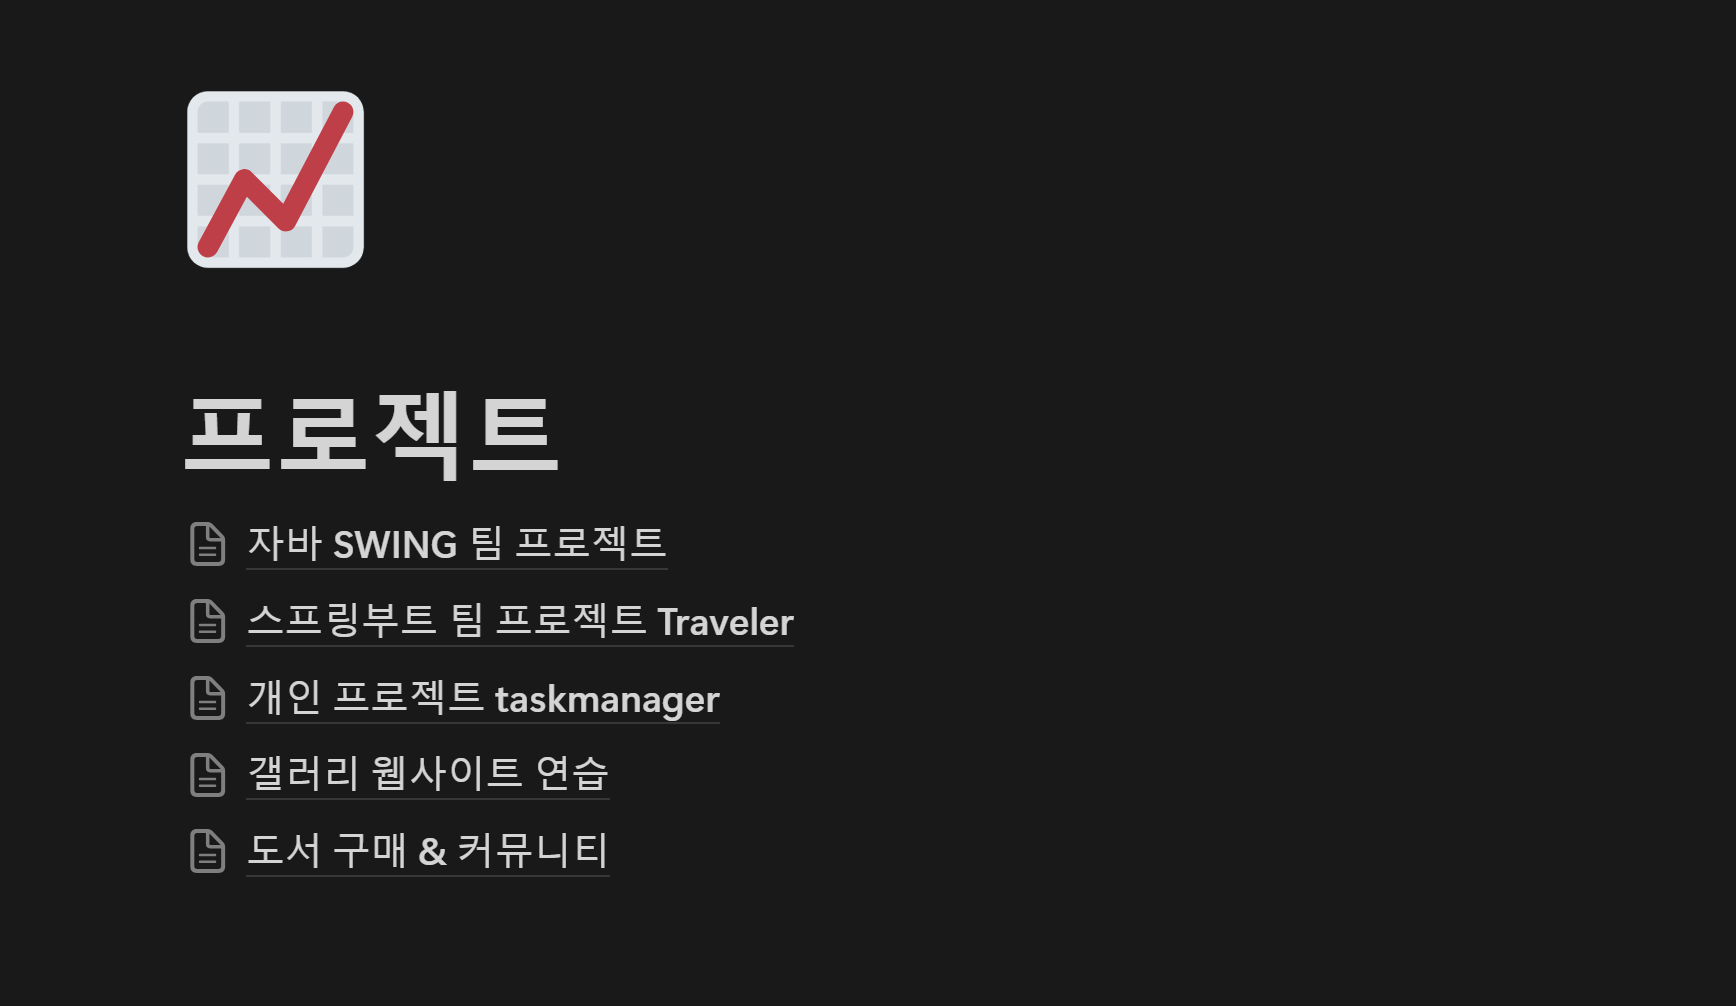 프로젝트
자바 SWING 팀 프로젝트
스프링부트 팀 프로젝트 Traveler
개인 프로젝트 taskmanager
갤러리 웹사이트 연습
도서 구매 & 커뮤니티